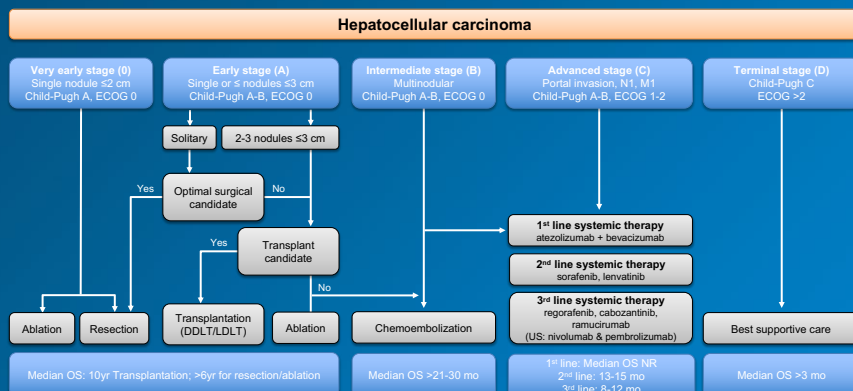 Hepatocellular carcinoma
Very early stage (0)
Single nodule ≤2 cm
Child-Pugh A, ECOG 0
Early stage (A)
Single or ≤ nodules ≤3 cm
Child-Pugh A-B, ECOG 0
Intermediate stage (B)
Multinodular
Child-Pugh A-B, ECOG 0
Advanced stage (C)
Portal invasion, N1, M1
Child-Pugh A-B, ECOG 1-2
Terminal stage (D)
Child-Pugh C
ECOG >2
Solitary
2-3 nodules ≤3 cm
Yes
Optimal surgical
candidate
No
Yes
Transplant
candidate
No
1st line systemic therapy
atezolizumab + bevacizumab
2nd line systemic therapy
sorafenib, lenvatinib
3rd line systemic therapy
regorafenib, cabozantinib,
ramucirumab
(US: nivolumab & pembrolizumab)
Ablation
Resection
Transplantation
(DDLT/LDLT)
Ablation
Chemoembolization
Best supportive care
Median OS: 10yr Transplantation; >6yr for resection/ablation
Median OS >21-30 mo
1st line: Median OS NR
2nd line: 13-15 mo
3rd line: 8-12 mo
Median OS >3 mo